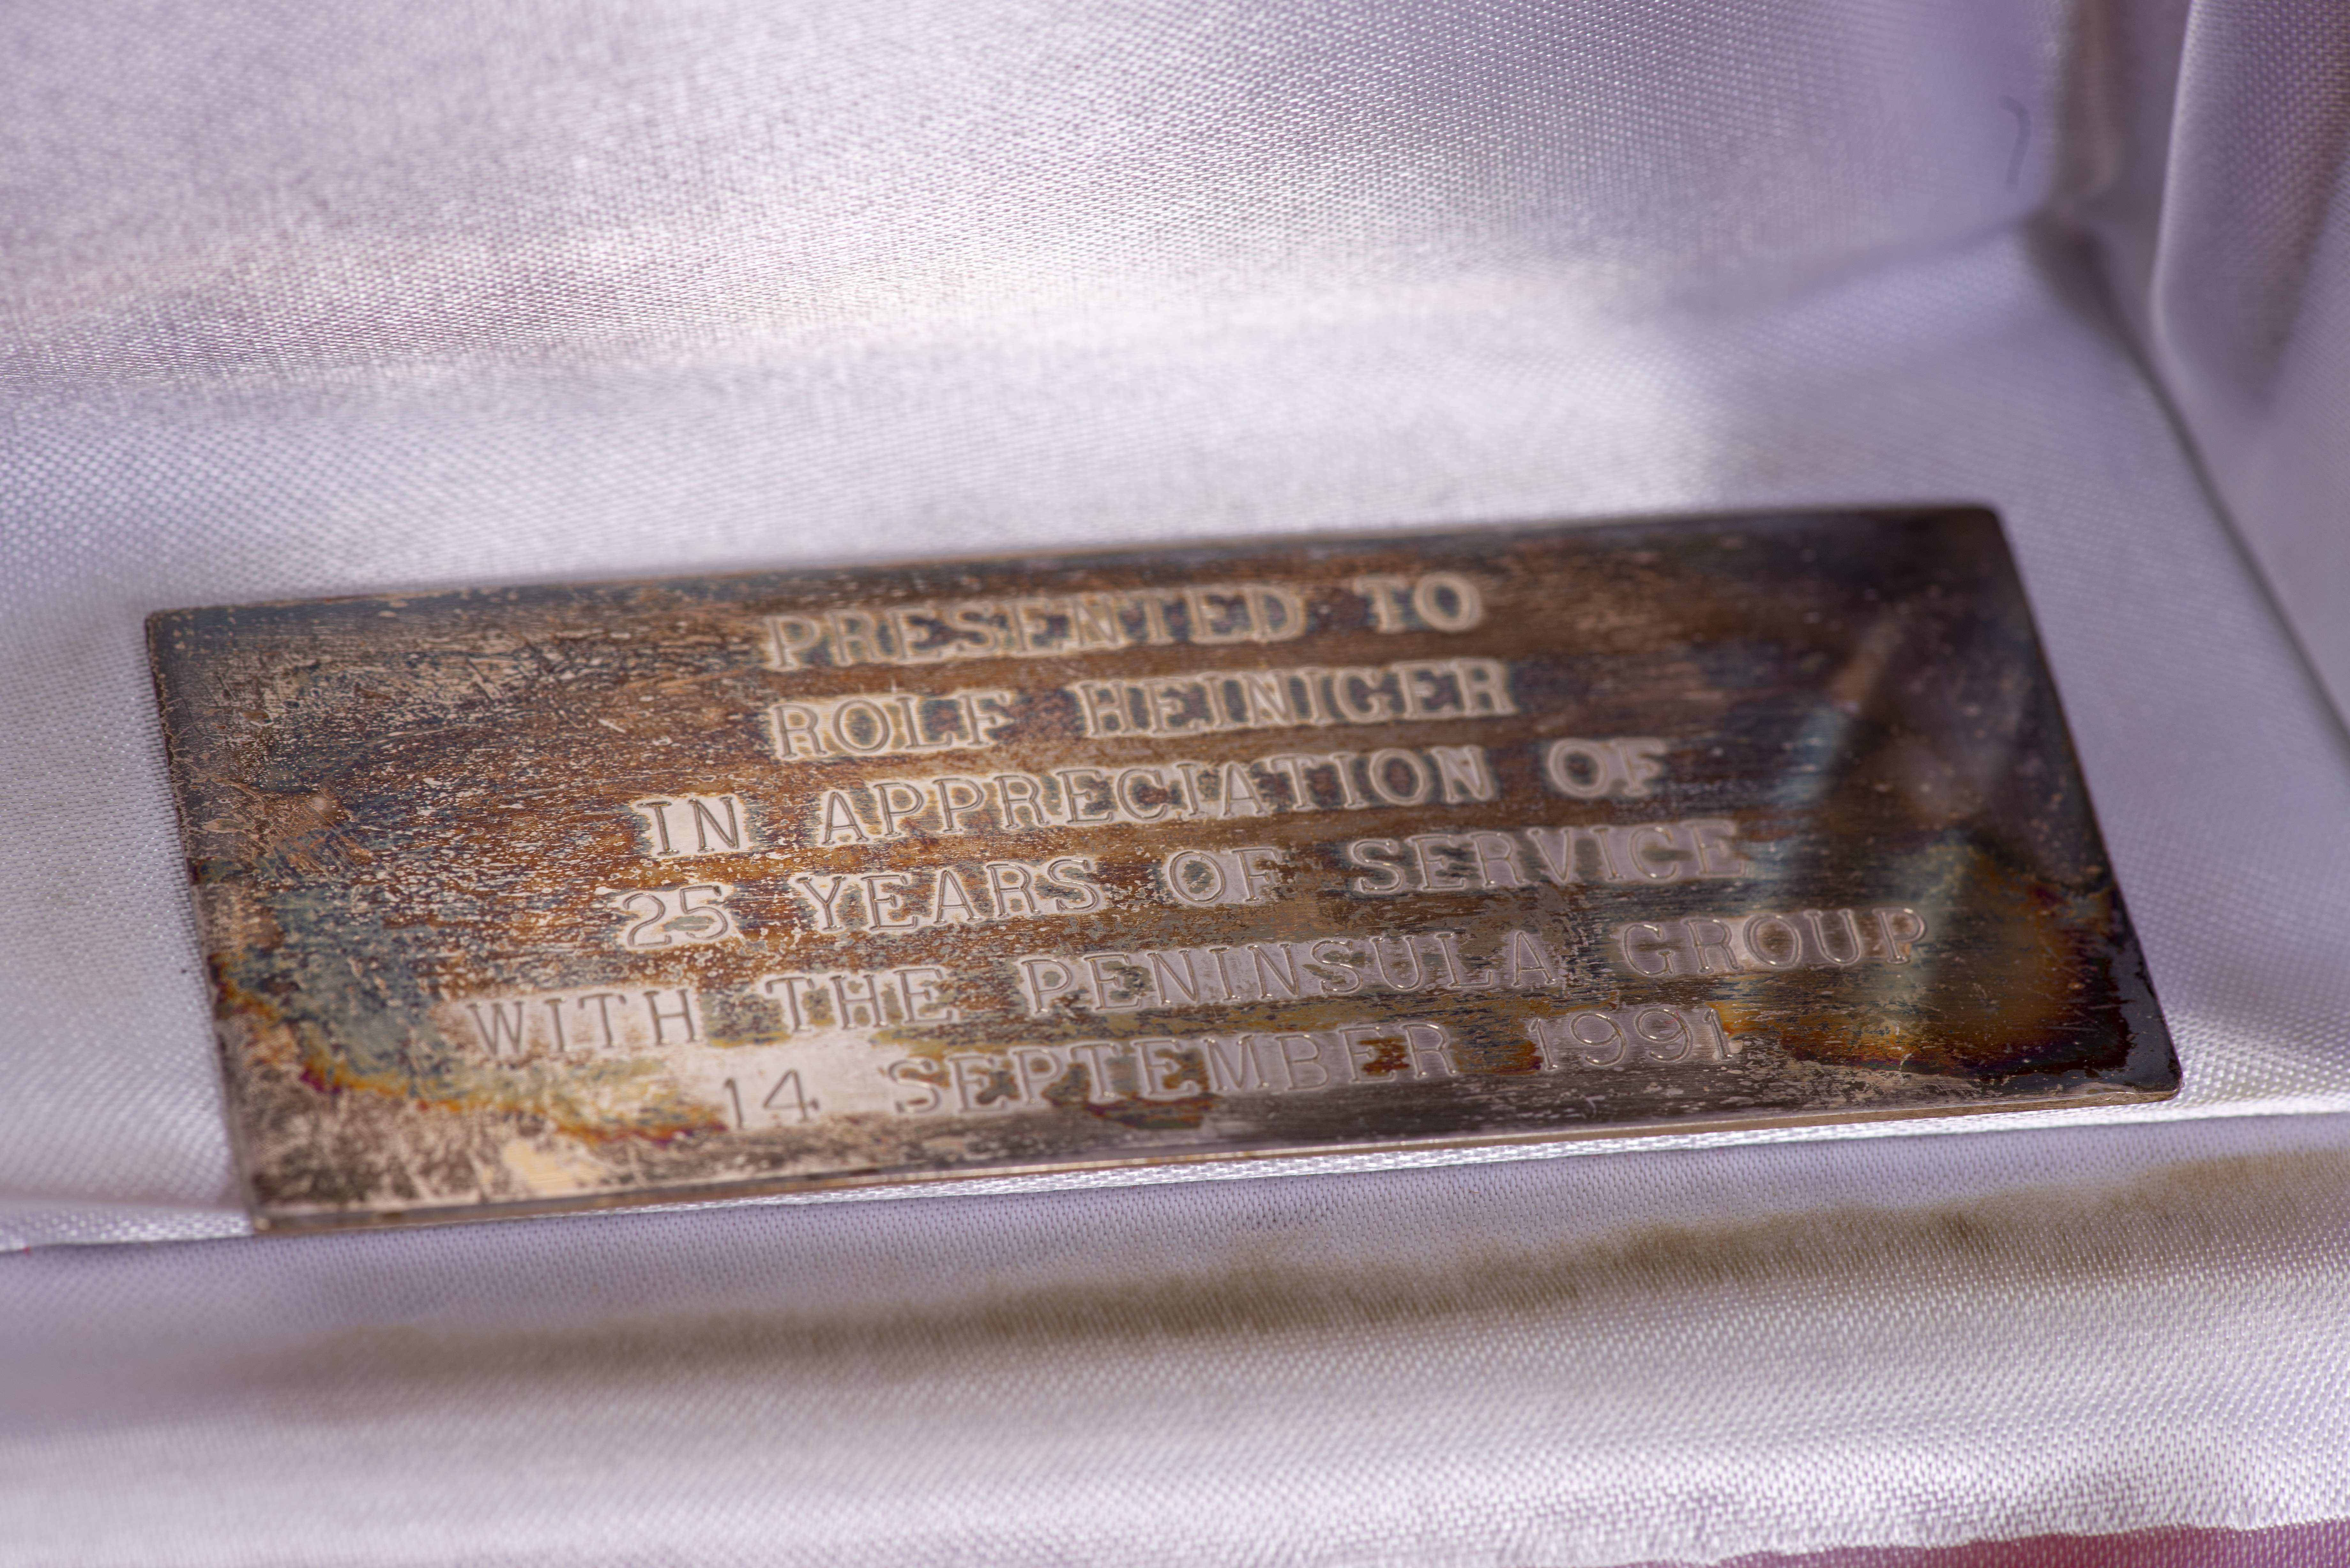 PRESENTED TO
ROLF HEINIGER
IN APPRECIATION OF
25 YEARS OF SERVICE
WITH THE PENINSULA GROUP
14 SEPTEMBER 1991